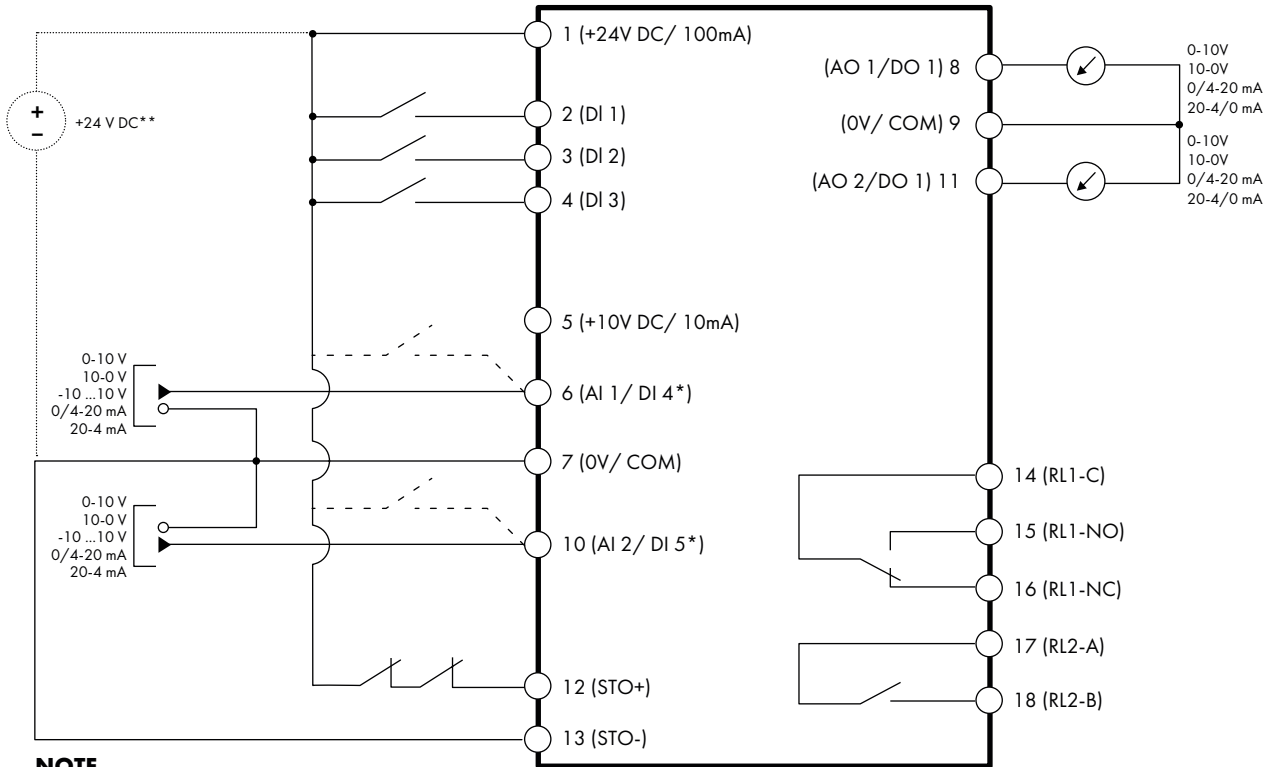 1 (+24V DC/ 100mA)
+
−
+24 V DC**
2 (DI 1)
3 (DI 2)
4 (DI 3)
5 (+10V DC/ 10mA)
0-10 V
10-0 V
-10 ...10 V
0/4-20 mA
20-4 mA
6 (AI 1/ DI 4*)
7 (0V/ COM)
0-10 V
10-0 V
-10 ...10 V
0/4-20 mA
20-4 mA
10 (AI 2/ DI 5*)
12 (STO+)
13 (STO-)
(AO 1/DO 1) 8
0-10V
10-0V
0/4-20 mA
20-4/0 mA
(0V/ COM) 9
0-10V
10-0V
0/4-20 mA
20-4/0 mA
(AO 2/DO 1) 11
14 (RL1-C)
15 (RL1-NO)
16 (RL1-NC)
17 (RL2-A)
18 (RL2-B)
NOTE